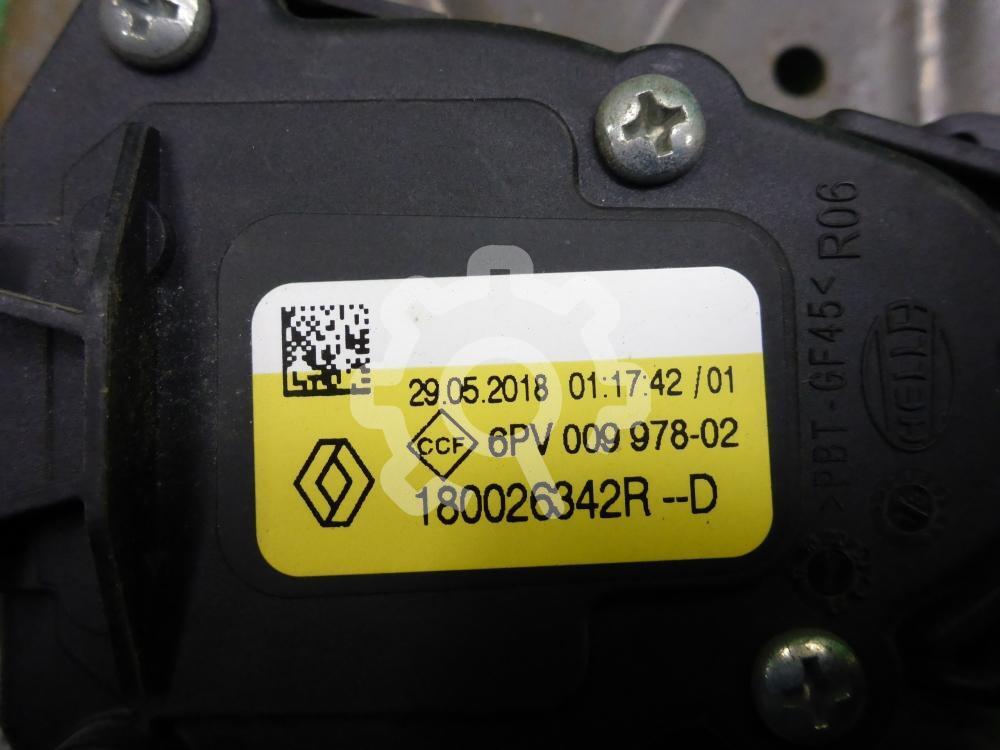 29.05.2018 01:17:42 /01
CCF 6PV 009 978-02
180026342R --D
>PBT-GF45< R06
HELLA